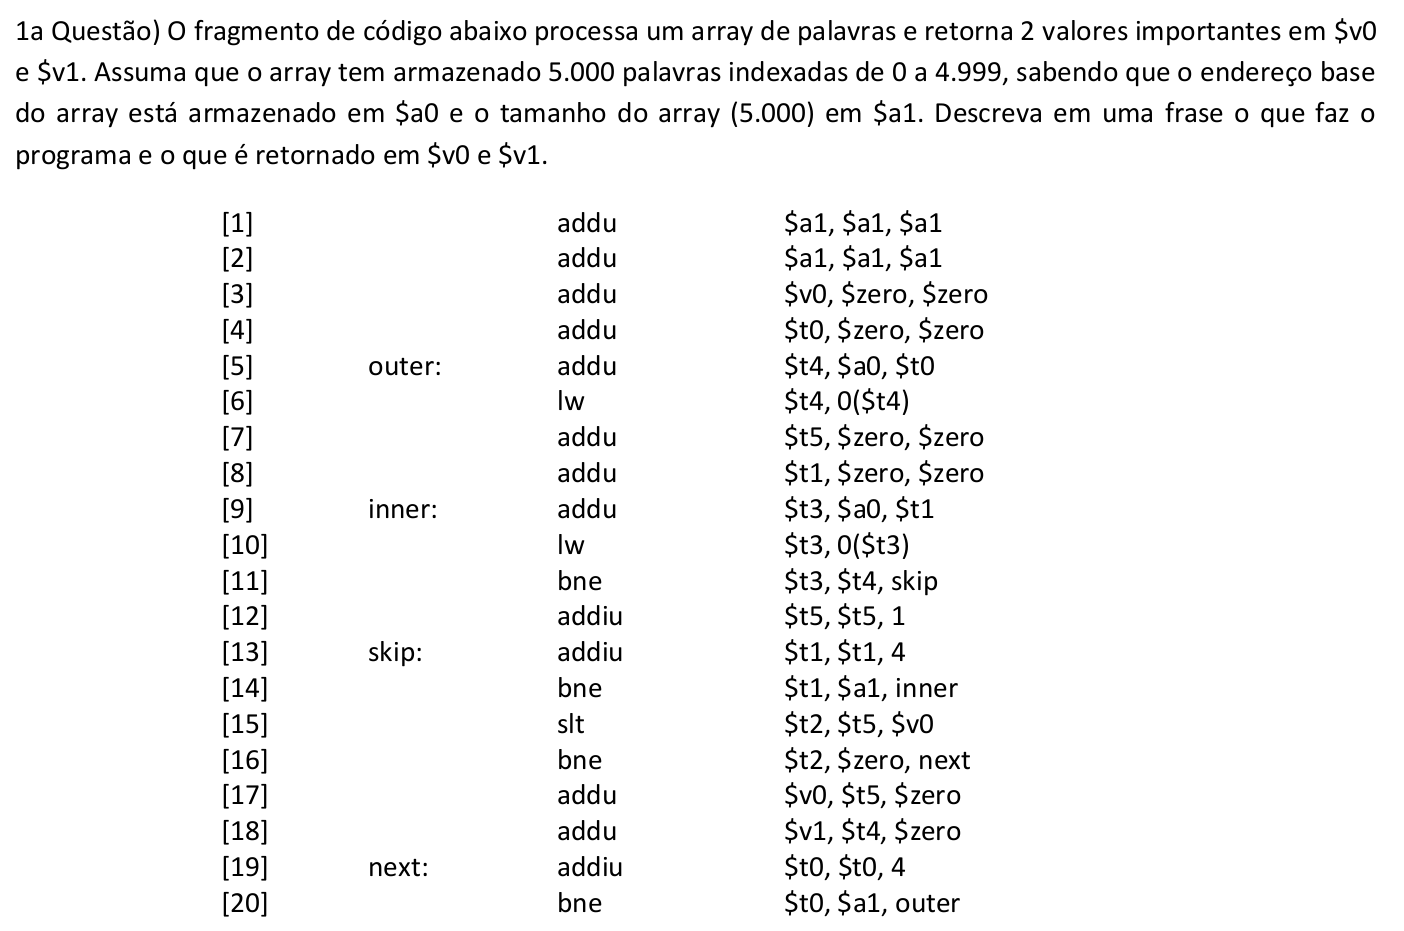 1a Questão) O fragmento de código abaixo processa um array de palavras e retorna 2 valores importantes em $v0
e $v1. Assuma que o array tem armazenado 5.000 palavras indexadas de 0 a 4.999, sabendo que o endereço base
do array está armazenado em $a0 e o tamanho do array (5.000) em $a1. Descreva em uma frase o que faz o
programa e o que é retornado em $v0 e $v1.
[1] addu $a1, $a1, $a1
[2] addu $a1, $a1, $a1
[3] addu $v0, $zero, $zero
[4] addu $t0, $zero, $zero
[5] outer: addu $t4, $a0, $t0
[6] lw $t4, 0($t4)
[7] addu $t5, $zero, $zero
[8] addu $t1, $zero, $zero
[9] inner: addu $t3, $a0, $t1
[10] lw $t3, 0($t3)
[11] bne $t3, $t4, skip
[12] addiu $t5, $t5, 1
[13] skip: addiu $t1, $t1, 4
[14] bne $t1, $a1, inner
[15] slt $t2, $t5, $v0
[16] bne $t2, $zero, next
[17] addu $v0, $t5, $zero
[18] addu $v1, $t4, $zero
[19] next: addiu $t0, $t0, 4
[20] bne $t0, $a1, outer